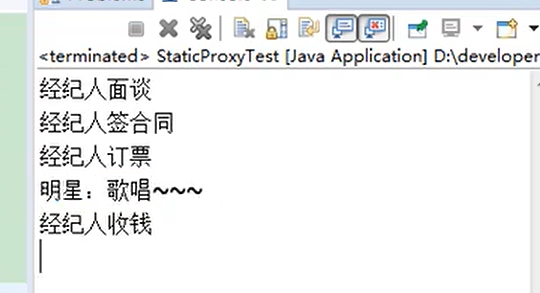 <terminated> StaticProxyTest [Java Application] D:\developer
经纪人面谈
经纪人签合同
经纪人订票
明星：歌唱~~~
经纪人收钱